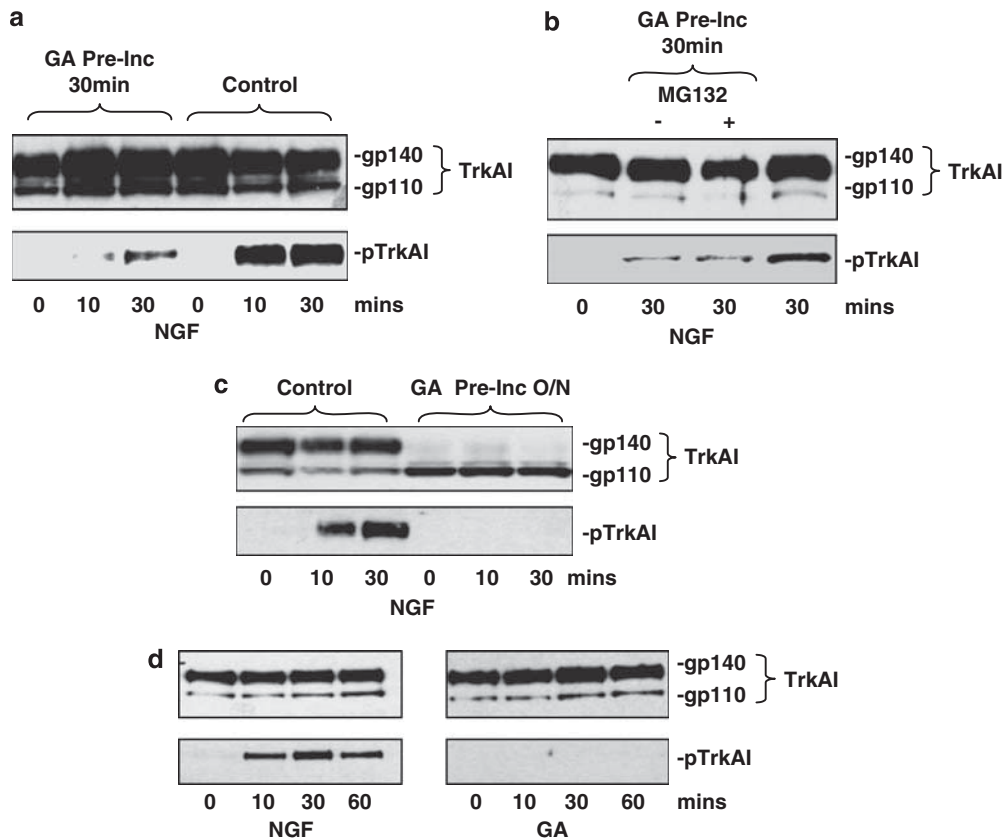 a
GA Pre-Inc
30min
Control
-gp140
-gp110
TrkAI
-pTrkAI
0 10 30 0 10 30 mins
NGF
b
GA Pre-Inc
30min
MG132
- +
-gp140
-gp110
TrkAI
-pTrkAI
0 30 30 30 mins
NGF
c
Control GA Pre-Inc O/N
-gp140
-gp110
TrkAI
-pTrkAI
0 10 30 0 10 30 mins
NGF
d
-gp140
-gp110
TrkAI
-pTrkAI
0 10 30 60 0 10 30 60 mins
NGF GA